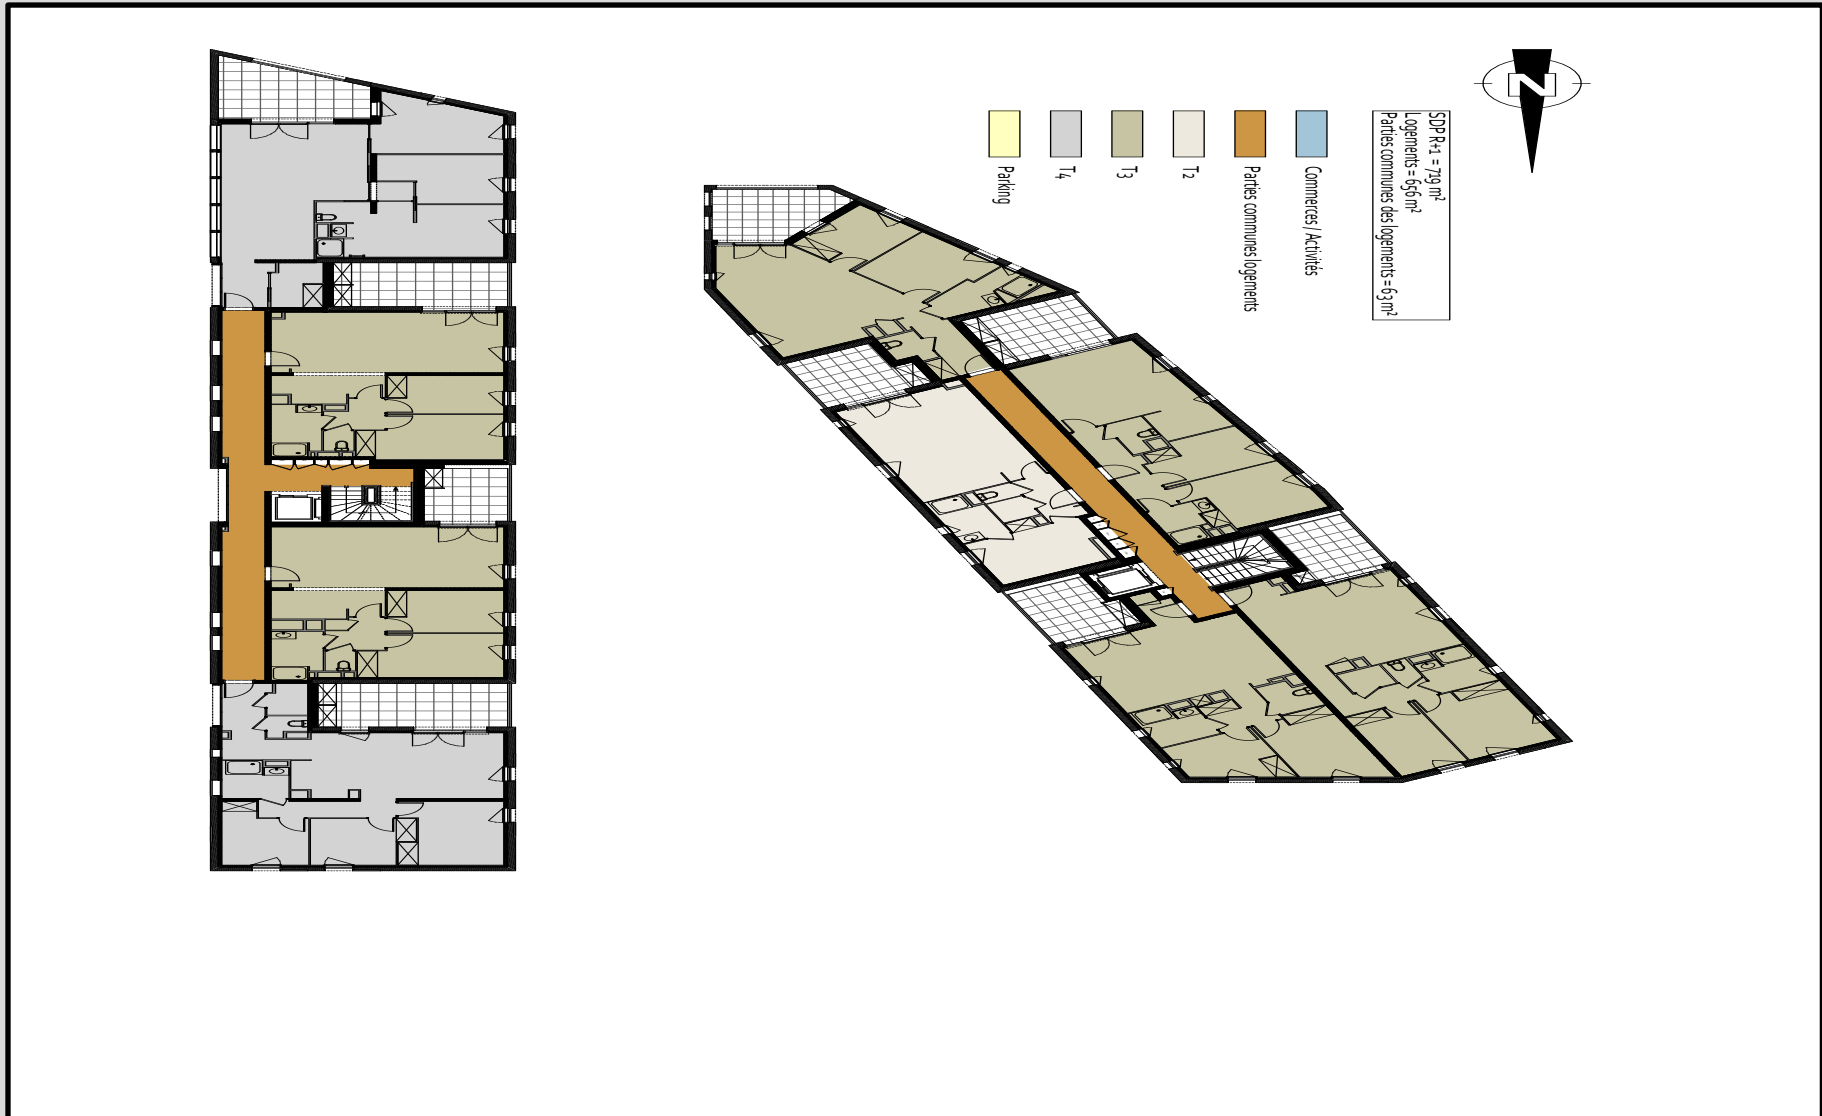 SDP R+1 = 719 m²
Logements = 656 m²
Parties communes des logements = 63 m²
Commerces / Activités
Parties communes logements
T2
T3
T4
Parking
N